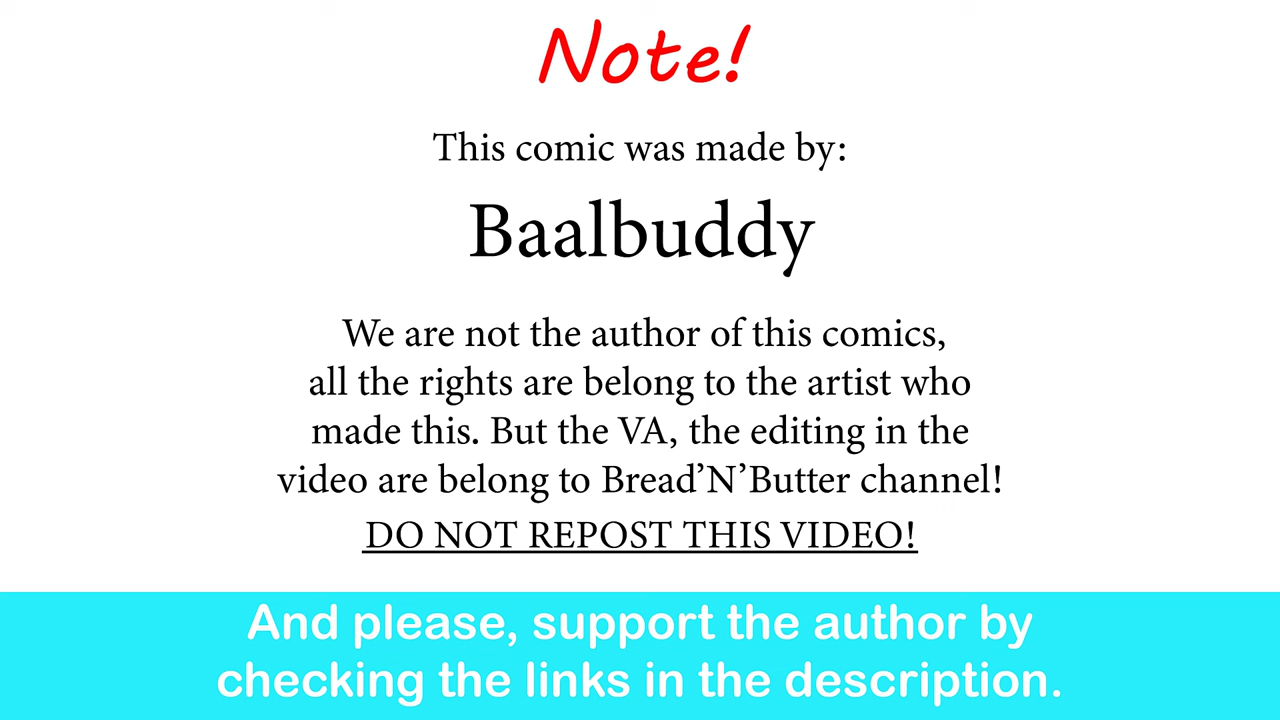 Note!
This comic was made by:
Baalbuddy
We are not the author of this comics,
all the rights are belong to the artist who
made this. But the VA, the editing in the
video are belong to Bread’N’Butter channel!
DO NOT REPOST THIS VIDEO!
And please, support the author by
checking the links in the description.